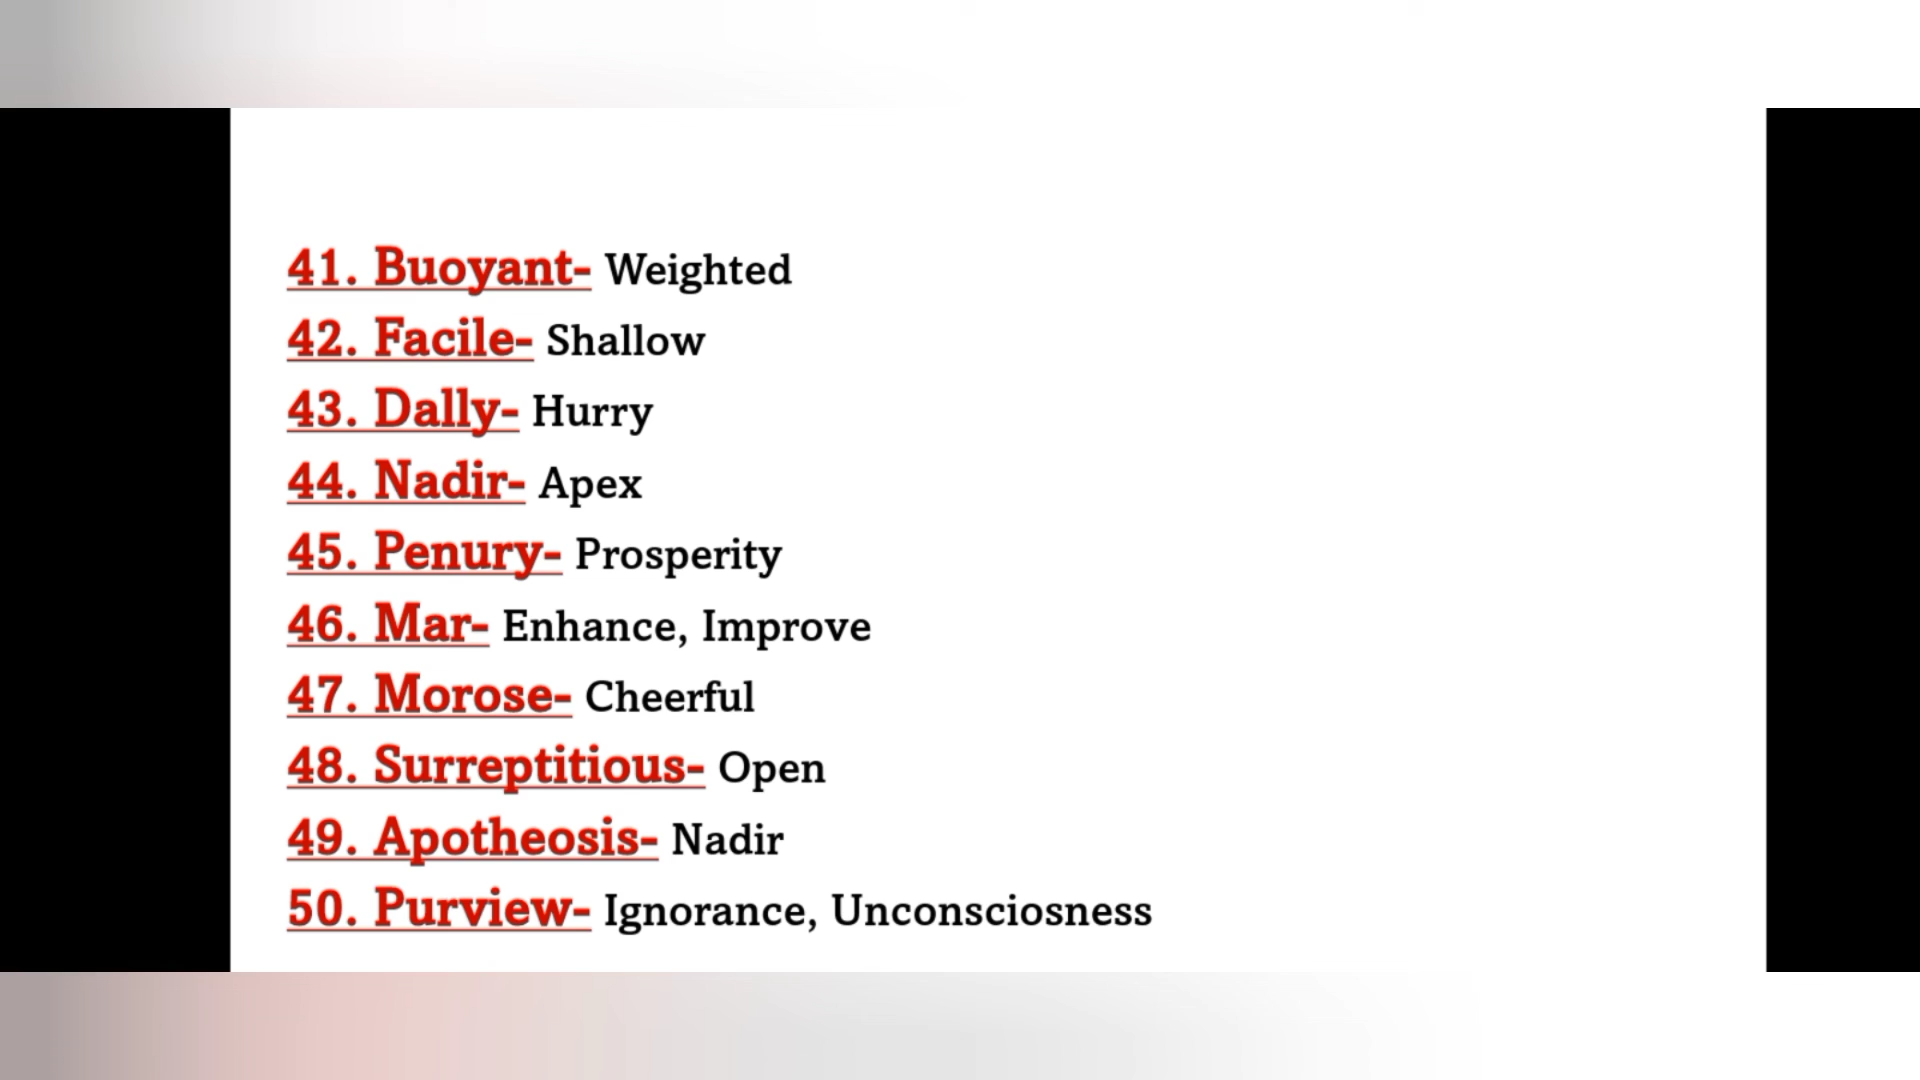 41. Buoyant- Weighted
42. Facile- Shallow
43. Dally- Hurry
44. Nadir- Apex
45. Penury- Prosperity
46. Mar- Enhance, Improve
47. Morose- Cheerful
48. Surreptitious- Open
49. Apotheosis- Nadir
50. Purview- Ignorance, Unconsciosness